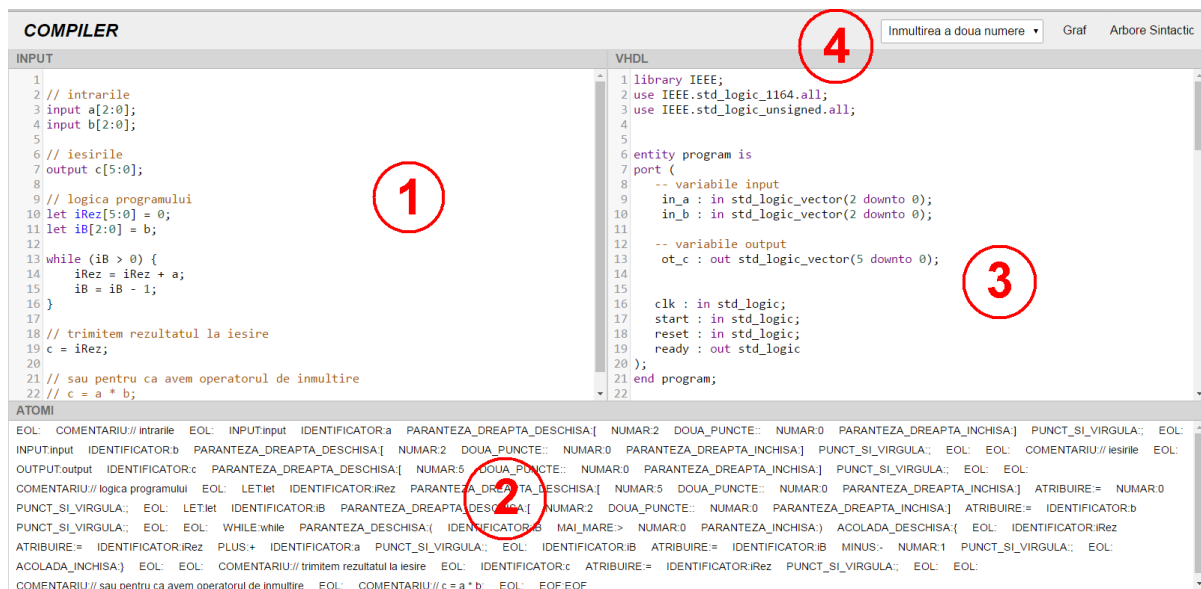 COMPILER
4
Inmultirea a doua numere
Graf
Arbore Sintactic
INPUT
1
2 // intrarile
3 input a[2:0];
4 input b[2:0];
5
6 // iesirile
7 output c[5:0];
8
9 // logica programului
10 let iRez[5:0] = 0;
11 let iB[2:0] = b;
12
13 while (iB > 0) {
14     iRez = iRez + a;
15     iB = iB - 1;
16 }
17
18 // trimitem rezultatul la iesire
19 c = iRez;
20
21 // sau pentru ca avem operatorul de inmultire
22 // c = a * b;
1
VHDL
1 library IEEE;
2 use IEEE.std_logic_1164.all;
3 use IEEE.std_logic_unsigned.all;
4
5
6 entity program is
7 port (
8    -- variabile input
9     in_a : in std_logic_vector(2 downto 0);
10     in_b : in std_logic_vector(2 downto 0);
11
12    -- variabile output
13     ot_c : out std_logic_vector(5 downto 0);
14
15
16    clk : in std_logic;
17    start : in std_logic;
18    reset : in std_logic;
19    ready : out std_logic
20 );
21 end program;
22
3
ATOMI
EOL: COMENTARIU:// intrarile EOL: INPUT:input IDENTIFICATOR:a PARANTEZA_DREAPTA_DESCHISA:[ NUMAR:2 DOUA_PUNCTE:: NUMAR:0 PARANTEZA_DREAPTA_INCHISA:] PUNCT_SI_VIRGULA:; EOL:
INPUT:input IDENTIFICATOR:b PARANTEZA_DREAPTA_DESCHISA:[ NUMAR:2 DOUA_PUNCTE:: NUMAR:0 PARANTEZA_DREAPTA_INCHISA:] PUNCT_SI_VIRGULA:; EOL: EOL: COMENTARIU:// iesirile EOL:
OUTPUT:output IDENTIFICATOR:c PARANTEZA_DREAPTA_DESCHISA:[ NUMAR:5 DOUA_PUNCTE:: NUMAR:0 PARANTEZA_DREAPTA_INCHISA:] PUNCT_SI_VIRGULA:; EOL: EOL:
COMENTARIU:// logica programului EOL: LET:let IDENTIFICATOR:iRez PARANTEZA_DREAPTA_DESCHISA:[ NUMAR:5 DOUA_PUNCTE:: NUMAR:0 PARANTEZA_DREAPTA_INCHISA:] ATRIBUIRE:= NUMAR:0
PUNCT_SI_VIRGULA:; EOL: LET:let IDENTIFICATOR:iB PARANTEZA_DREAPTA_DESCHISA:[ NUMAR:2 DOUA_PUNCTE:: NUMAR:0 PARANTEZA_DREAPTA_INCHISA:] ATRIBUIRE:= IDENTIFICATOR:b
PUNCT_SI_VIRGULA:; EOL: EOL: WHILE:while PARANTEZA_DESCHISA:( IDENTIFICATOR:iB MAI_MARE:> NUMAR:0 PARANTEZA_INCHISA:) ACOLADA_DESCHISA:{ EOL: IDENTIFICATOR:iRez
ATRIBUIRE:= IDENTIFICATOR:iRez PLUS:+ IDENTIFICATOR:a PUNCT_SI_VIRGULA:; EOL: IDENTIFICATOR:iB ATRIBUIRE:= IDENTIFICATOR:iB MINUS:- NUMAR:1 PUNCT_SI_VIRGULA:; EOL:
ACOLADA_INCHISA:} EOL: EOL: COMENTARIU:// trimitem rezultatul la iesire EOL: IDENTIFICATOR:c ATRIBUIRE:= IDENTIFICATOR:iRez PUNCT_SI_VIRGULA:; EOL: EOL:
COMENTARIU:// sau pentru ca avem operatorul de inmultire EOL: COMENTARIU:// c = a * b; EOL: EOF:EOF
2